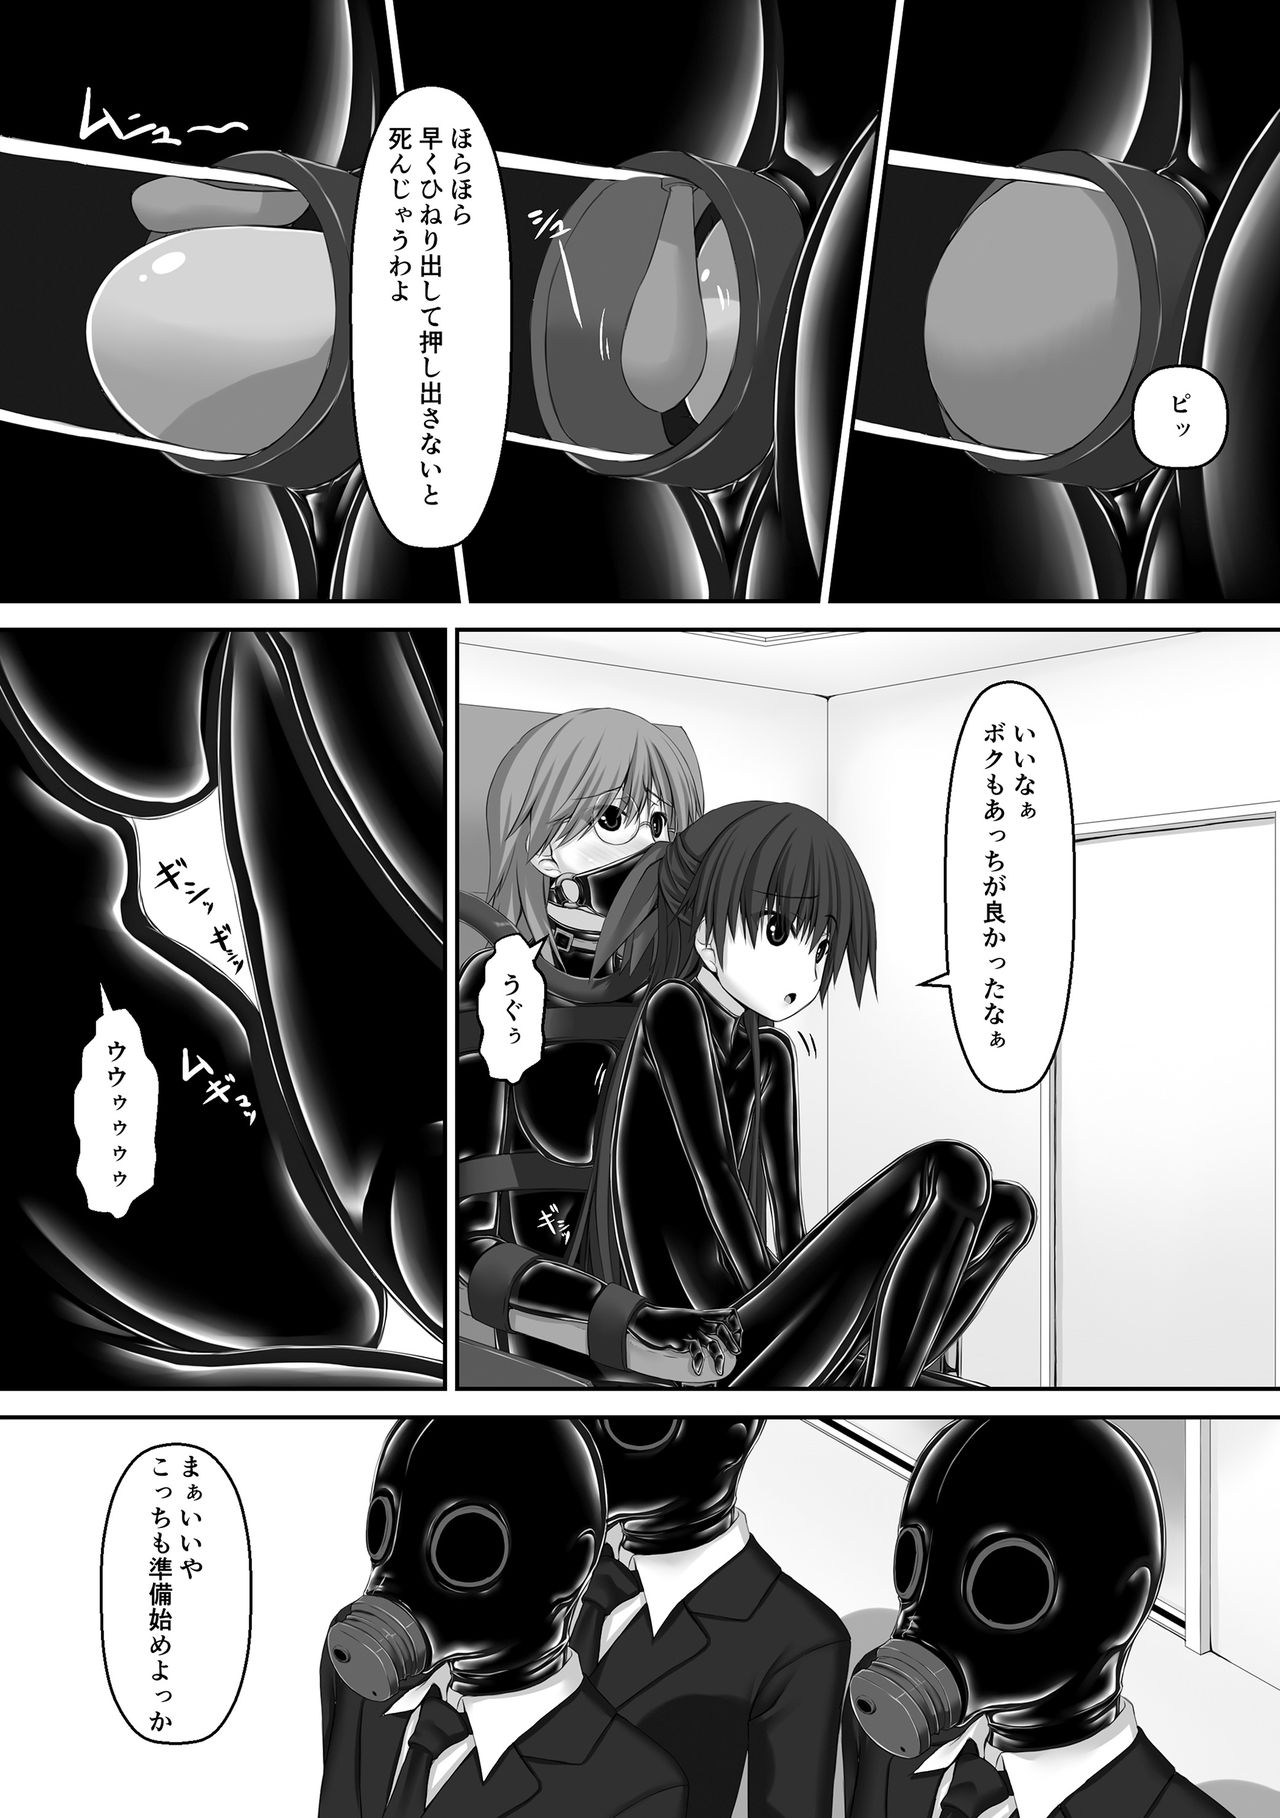 ピッ
シュ
ほらほら
早くひねり出して押し出さないと
死んじゃうわよ
ムニュ〜
いいなぁ
ボクもあっちが良かったなぁ
うぐぅ
ギシッ
ギシッギシッ
ムギュッ
ウウゥゥゥゥ
まぁいいや
こっちも準備始めよっか